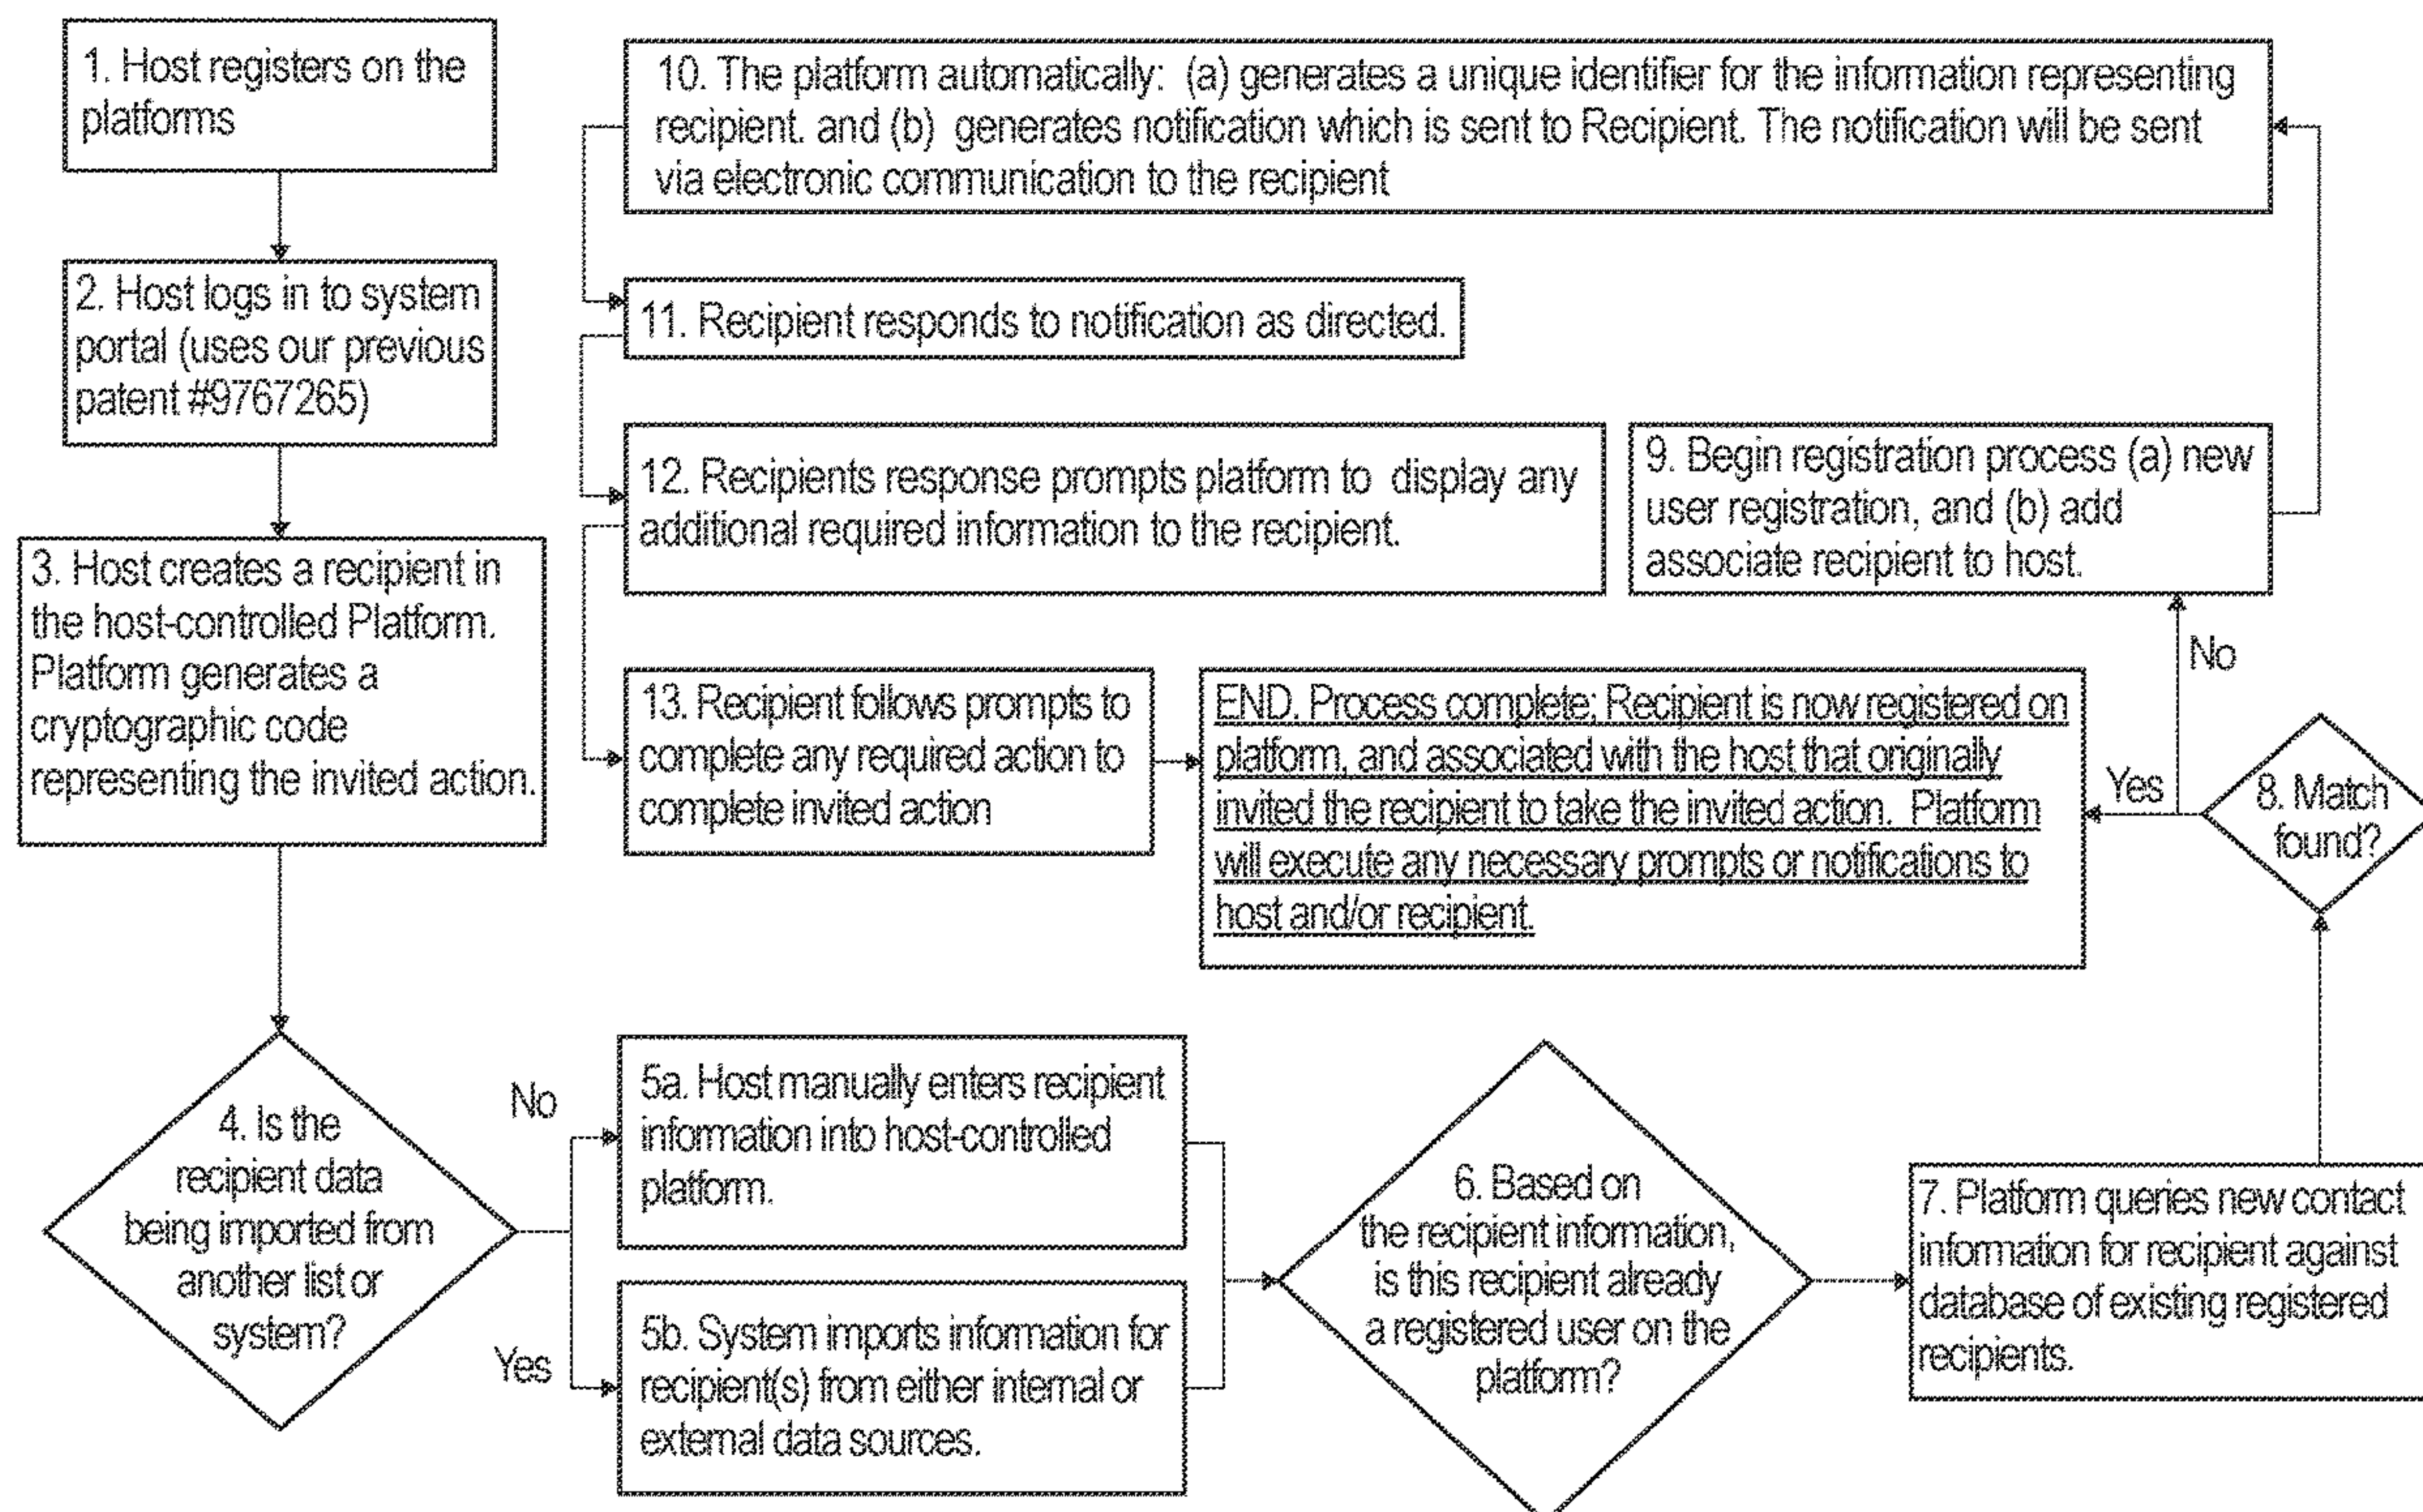 1. Host registers on the
platforms
2. Host logs in to system
portal (uses our previous
patent #9767265)
3. Host creates a recipient in
the host-controlled Platform.
Platform generates a
cryptographic code
representing the invited action.
4. Is the
recipient data
being imported from
another list or
system?
No
Yes
5a. Host manually enters recipient
information into host-controlled
platform.
5b. System imports information for
recipient(s) from either internal or
external data sources.
6. Based on
the recipient information,
is this recipient already
a registered user on the
platform?
7. Platform queries new contact
information for recipient against
database of existing registered
recipients.
8. Match
found?
Yes
No
9. Begin registration process (a) new
user registration, and (b) add
associate recipient to host.
10. The platform automatically: (a) generates a unique identifier for the information representing
recipient. and (b) generates notification which is sent to Recipient. The notification will be sent
via electronic communication to the recipient
11. Recipient responds to notification as directed.
12. Recipients response prompts platform to display any
additional required information to the recipient.
13. Recipient follows prompts to
complete any required action to
complete invited action
END. Process complete; Recipient is now registered on
platform, and associated with the host that originally
invited the recipient to take the invited action. Platform
will execute any necessary prompts or notifications to
host and/or recipient.